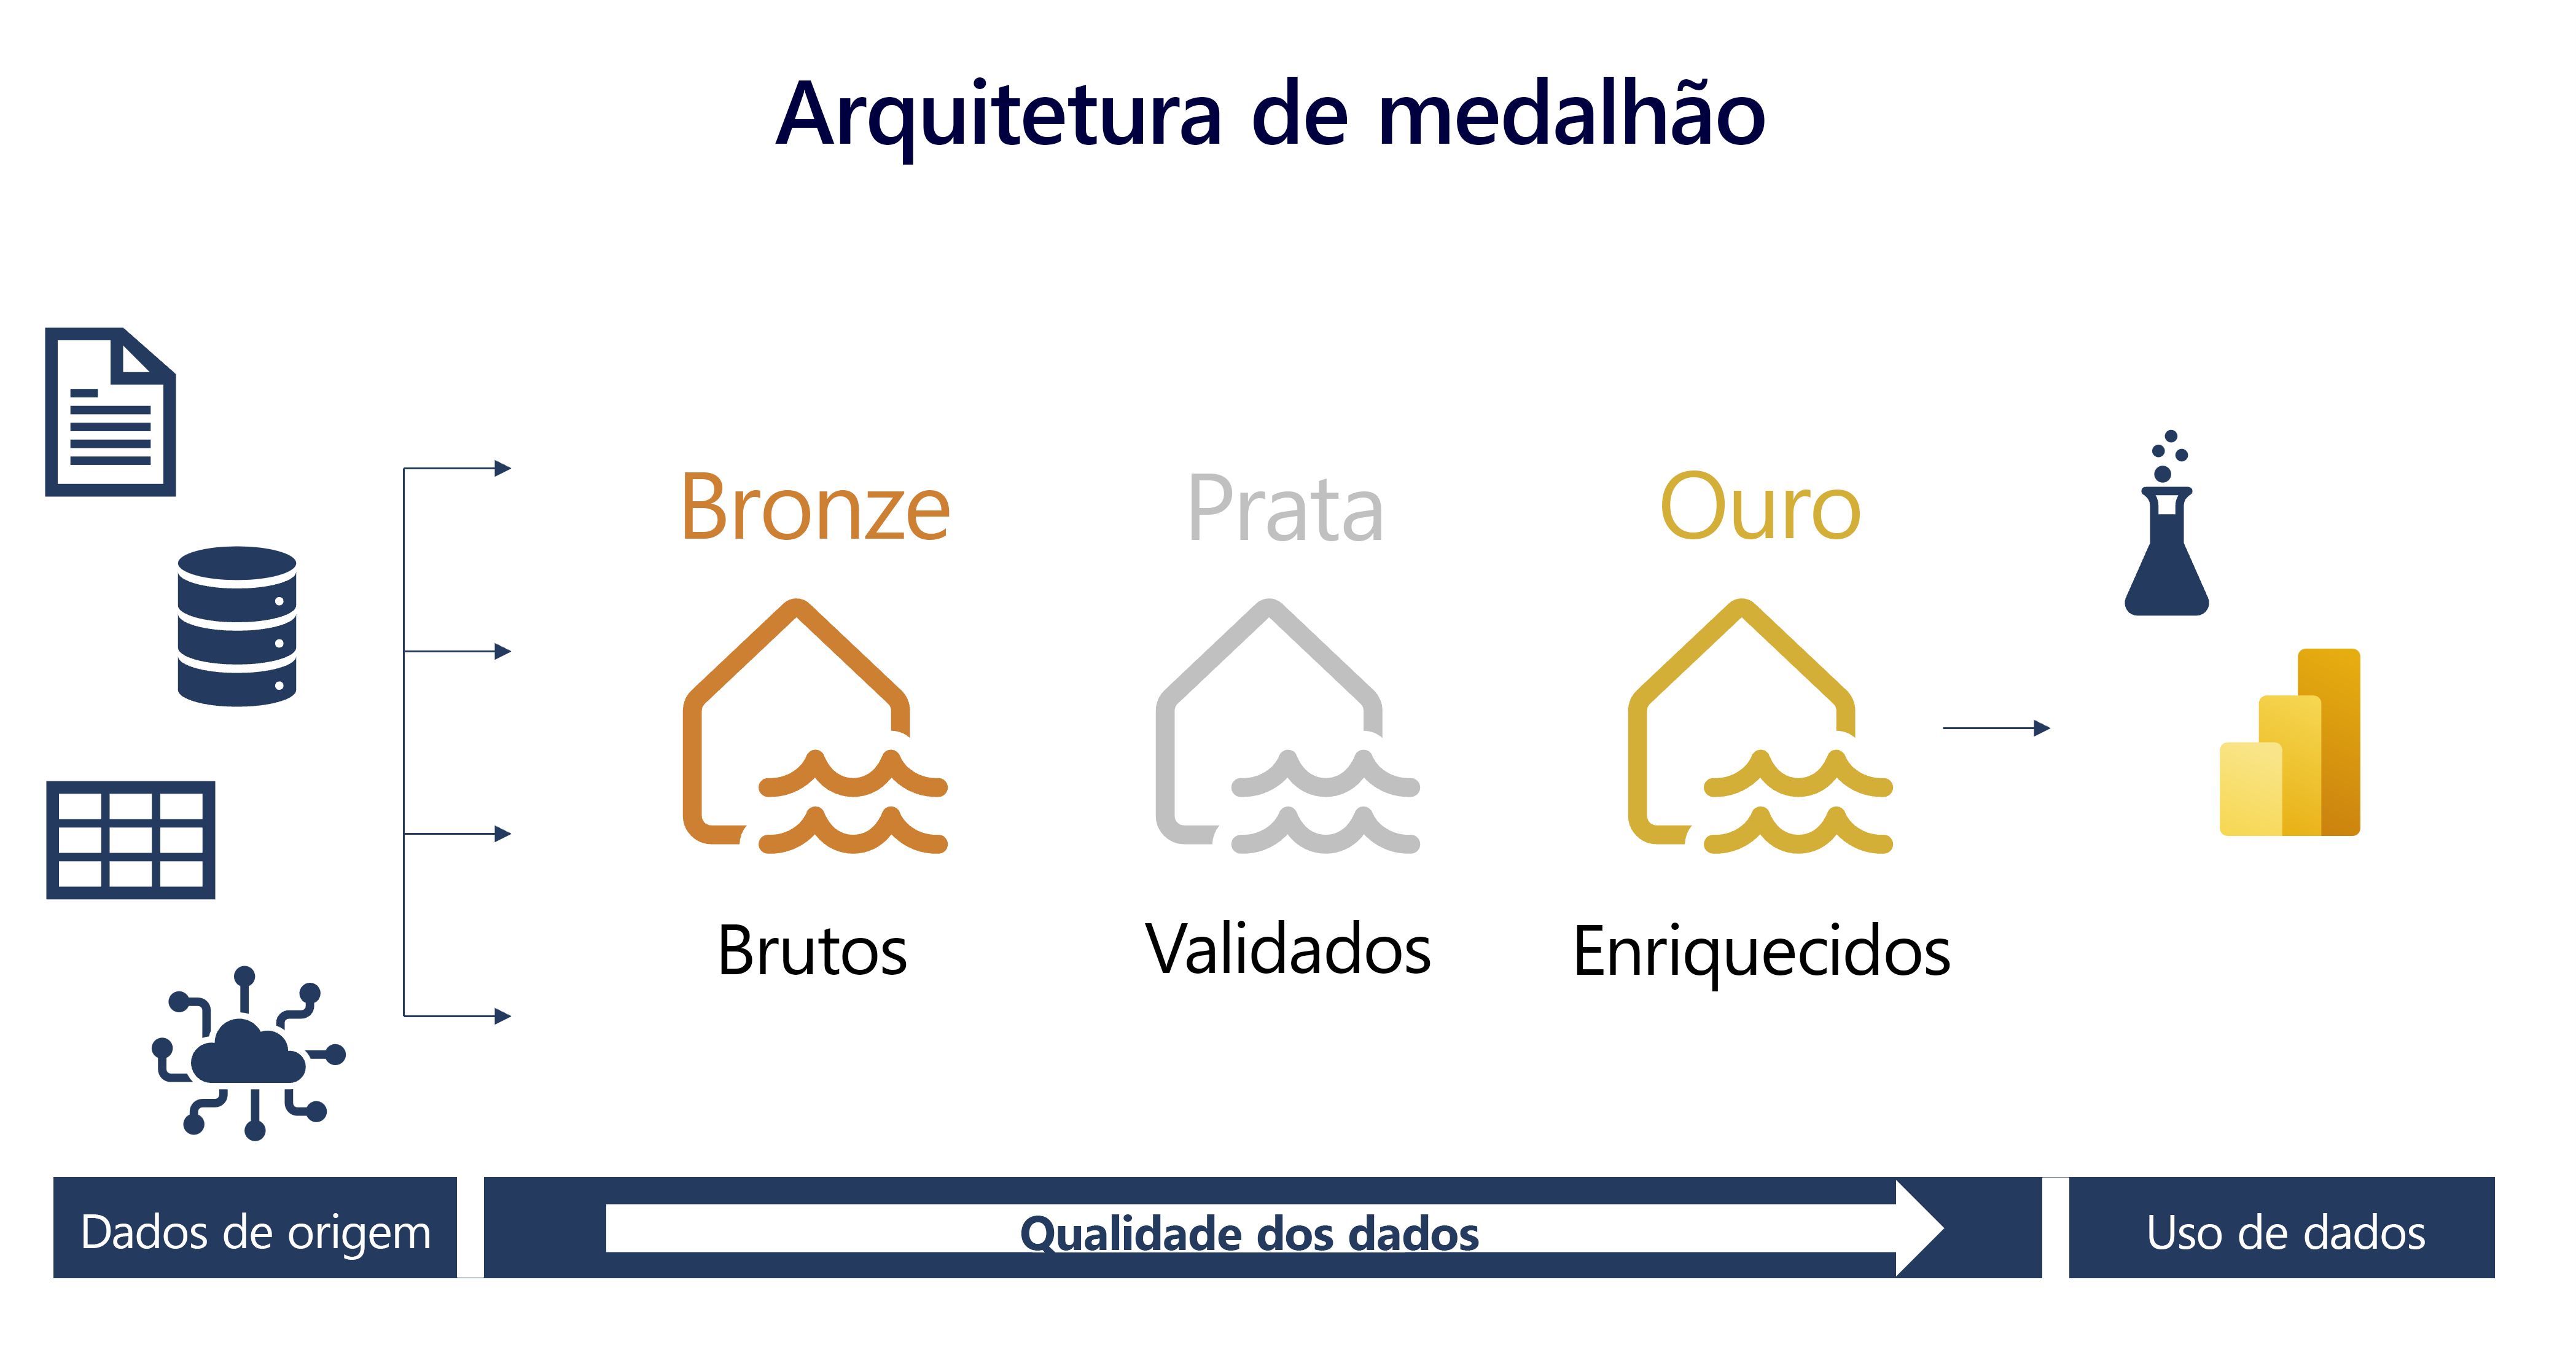 Arquitetura de medalhão
Bronze
Prata
Ouro
Brutos
Validados
Enriquecidos
Dados de origem
Qualidade dos dados
Uso de dados